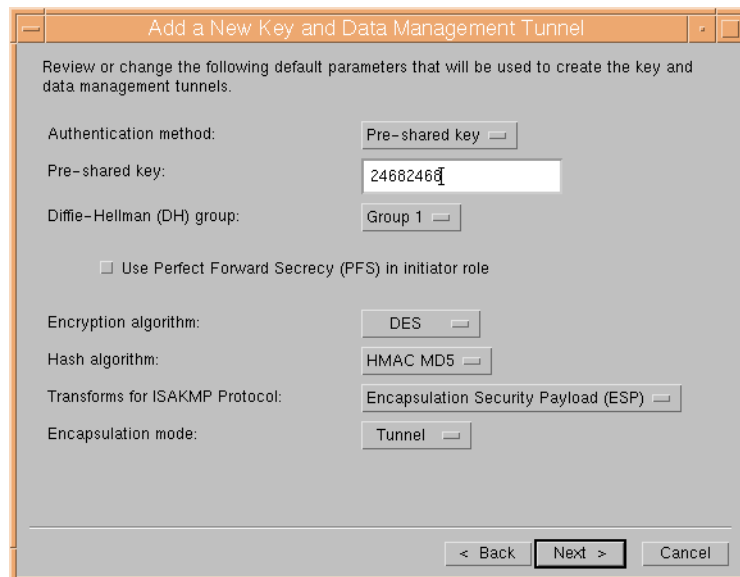 Add a New Key and Data Management Tunnel
Review or change the following default parameters that will be used to create the key and
data management tunnels.
Authentication method: Pre-shared key
Pre-shared key: 24682468
Diffie-Hellman (DH) group: Group 1
Use Perfect Forward Secrecy (PFS) in initiator role
Encryption algorithm: DES
Hash algorithm: HMAC MD5
Transforms for ISAKMP Protocol: Encapsulation Security Payload (ESP)
Encapsulation mode: Tunnel
< Back Next > Cancel